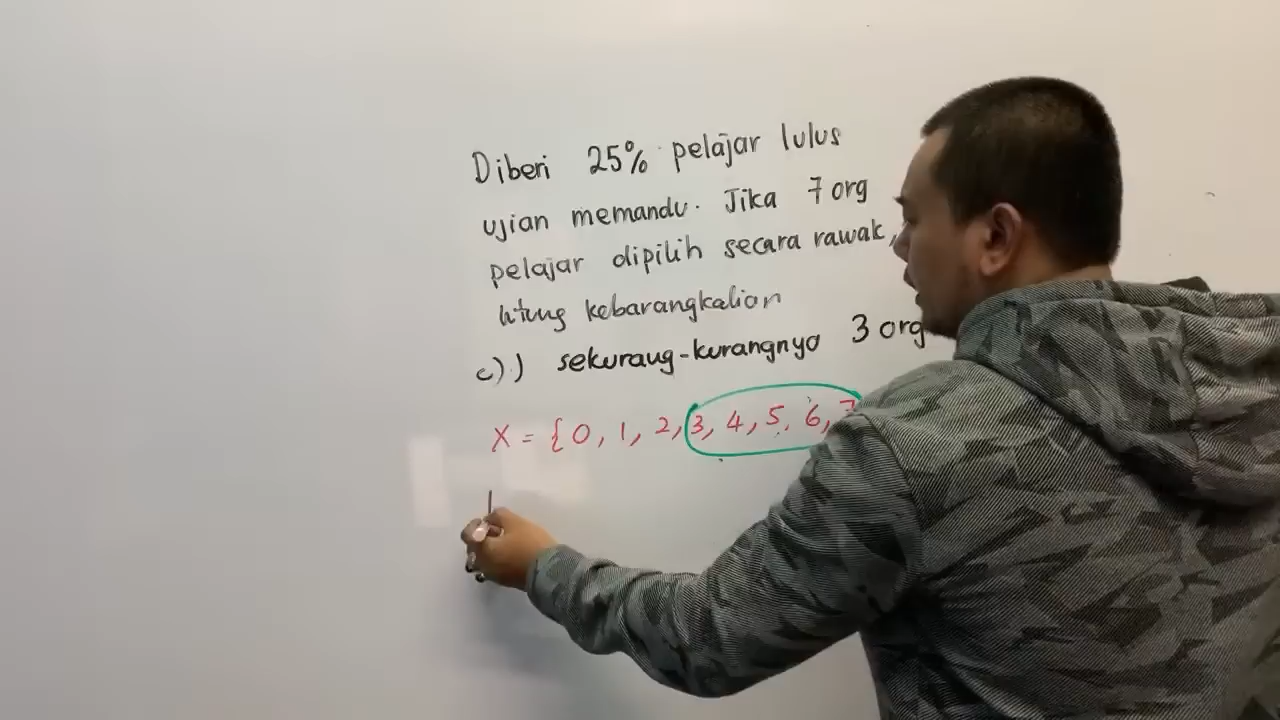 Diberi 25% pelajar lulus
ujian memandu. Jika 7 org
pelajar dipilih secara rawak,
hitung kebarangkalian
c) ) sekurang-kurangnya 3 org
X = {0, 1, 2, 3, 4, 5, 6, 7